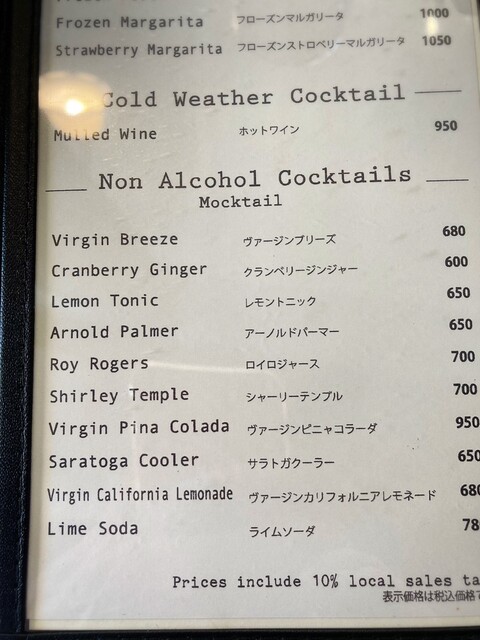 Frozen Margarita フローズンマルガリータ 1000
Strawberry Margarita フローズンストロベリーマルガリータ 1050
Cold Weather Cocktail
Mulled Wine ホットワイン 950
Non Alcohol Cocktails
Mocktail
Virgin Breeze ヴァージンブリーズ 680
Cranberry Ginger クランベリージンジャー 600
Lemon Tonic レモントニック 650
Arnold Palmer アーノルドパーマー 650
Roy Rogers ロイロジャース 700
Shirley Temple シャーリーテンプル 700
Virgin Pina Colada ヴァージンピニャコラーダ 950
Saratoga Cooler サラトガクーラー 650
Virgin California Lemonade ヴァージンカリフォルニアレモネード 680
Lime Soda ライムソーダ 78
Prices include 10% local sales ta
表示価格は税込価格